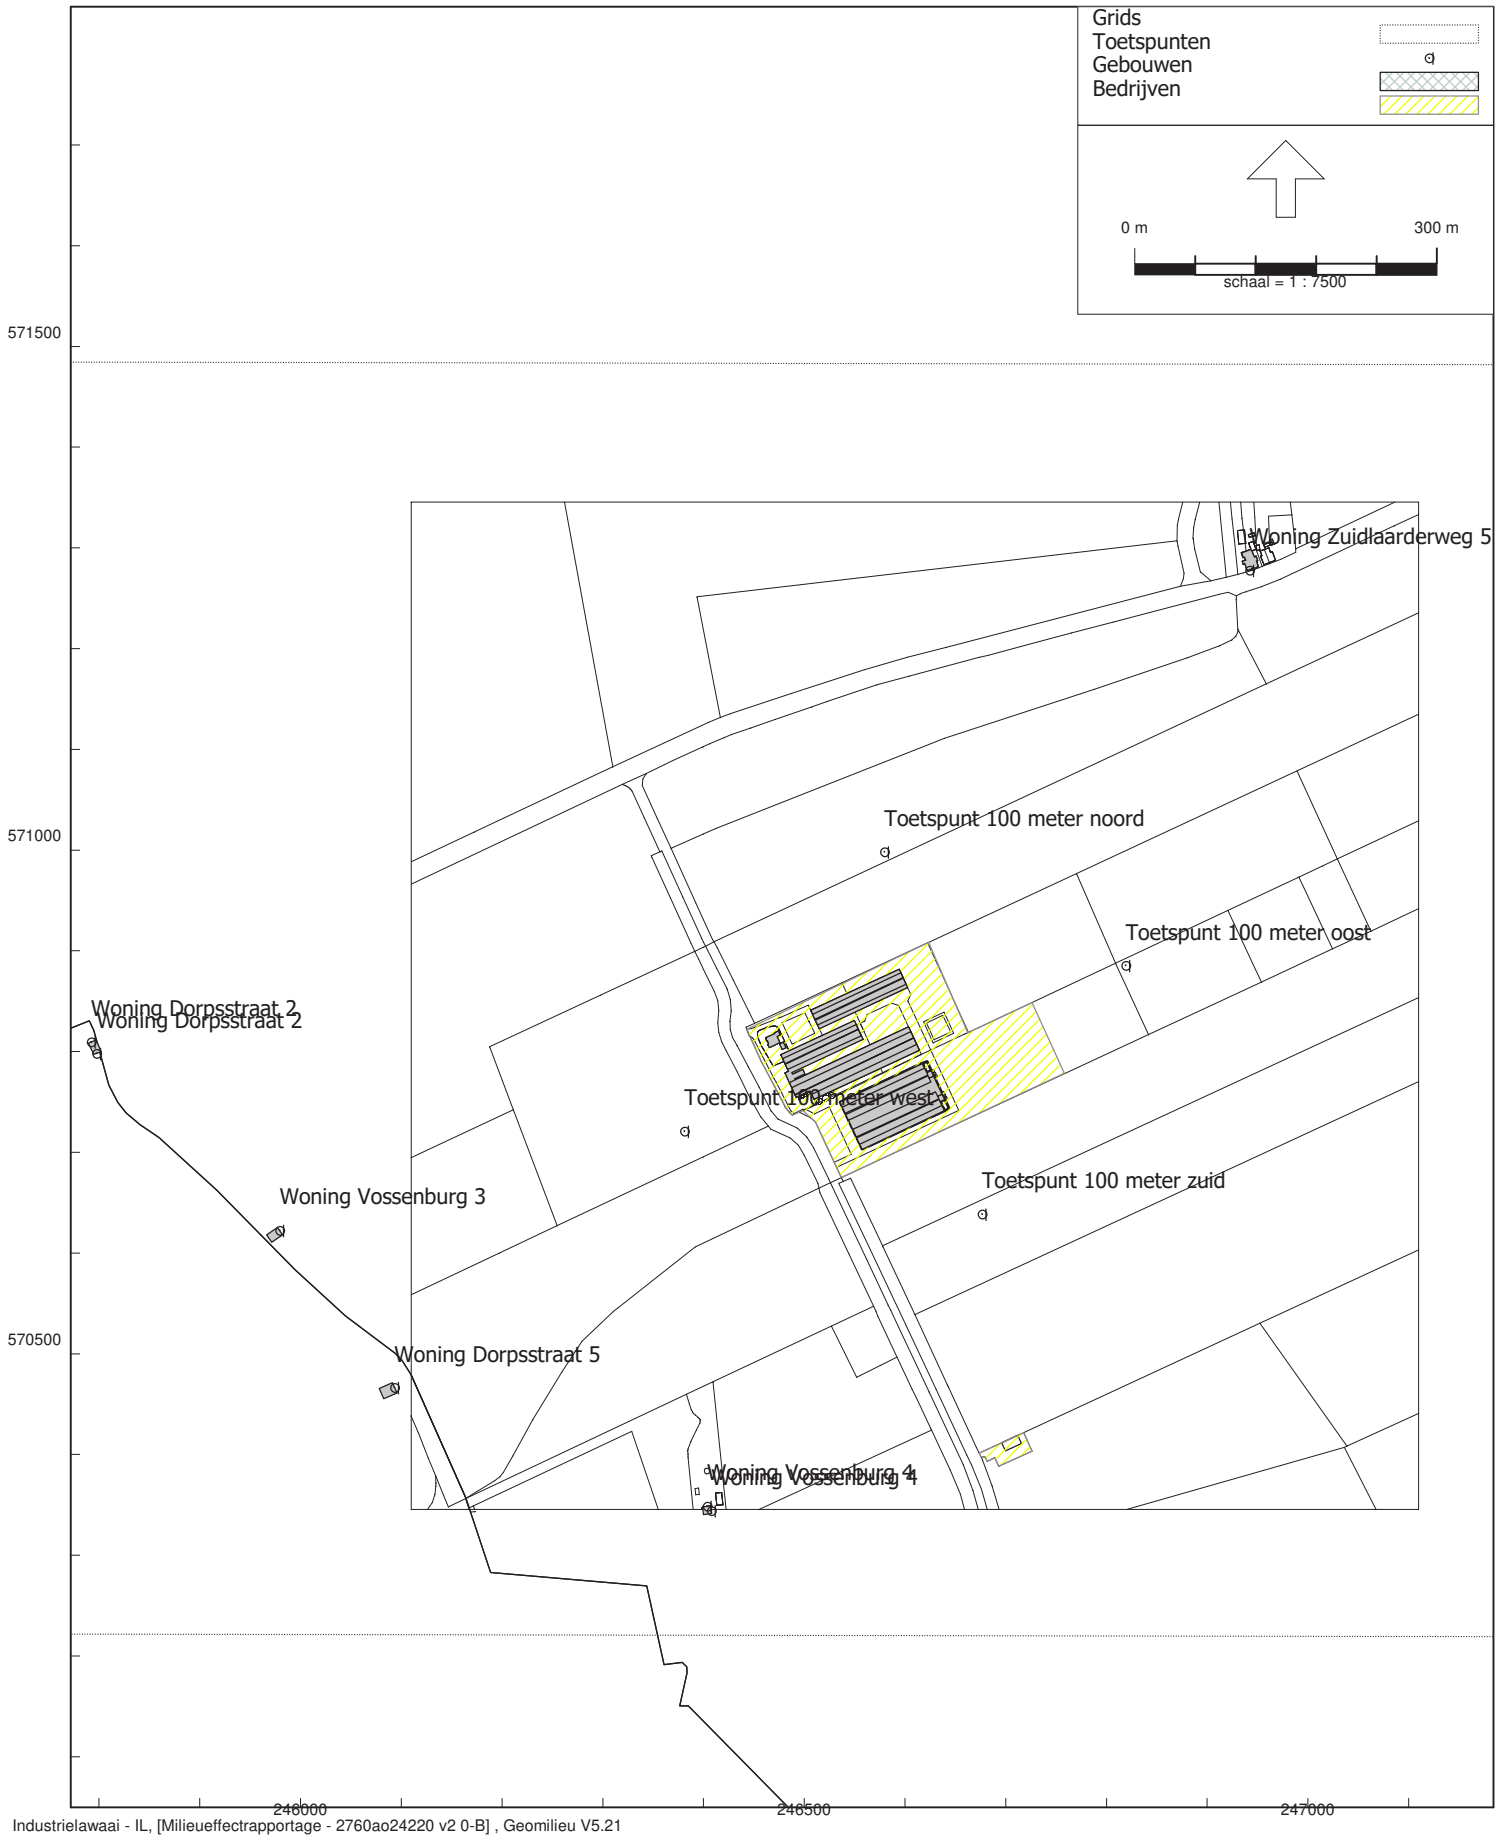 Grids
Toetspunten
Gebouwen
Bedrijven
0 m 300 m
schaal = 1 : 7500
571500
Woning Zuidlaarderweg 5
Toetspunt 100 meter noord
571000
Toetspunt 100 meter oost
Woning Dorpsstraat 2
Woning Dorpsstraat 2
Toetspunt 100 meter west
Toetspunt 100 meter zuid
Woning Vossenburg 3
570500
Woning Dorpsstraat 5
Woning Vossenburg 4
Woning Vossenburg 4
246000 246500 247000
Industrielawaai - IL, [Milieueffectrapportage - 2760ao24220 v2 0-B] , Geomilieu V5.21